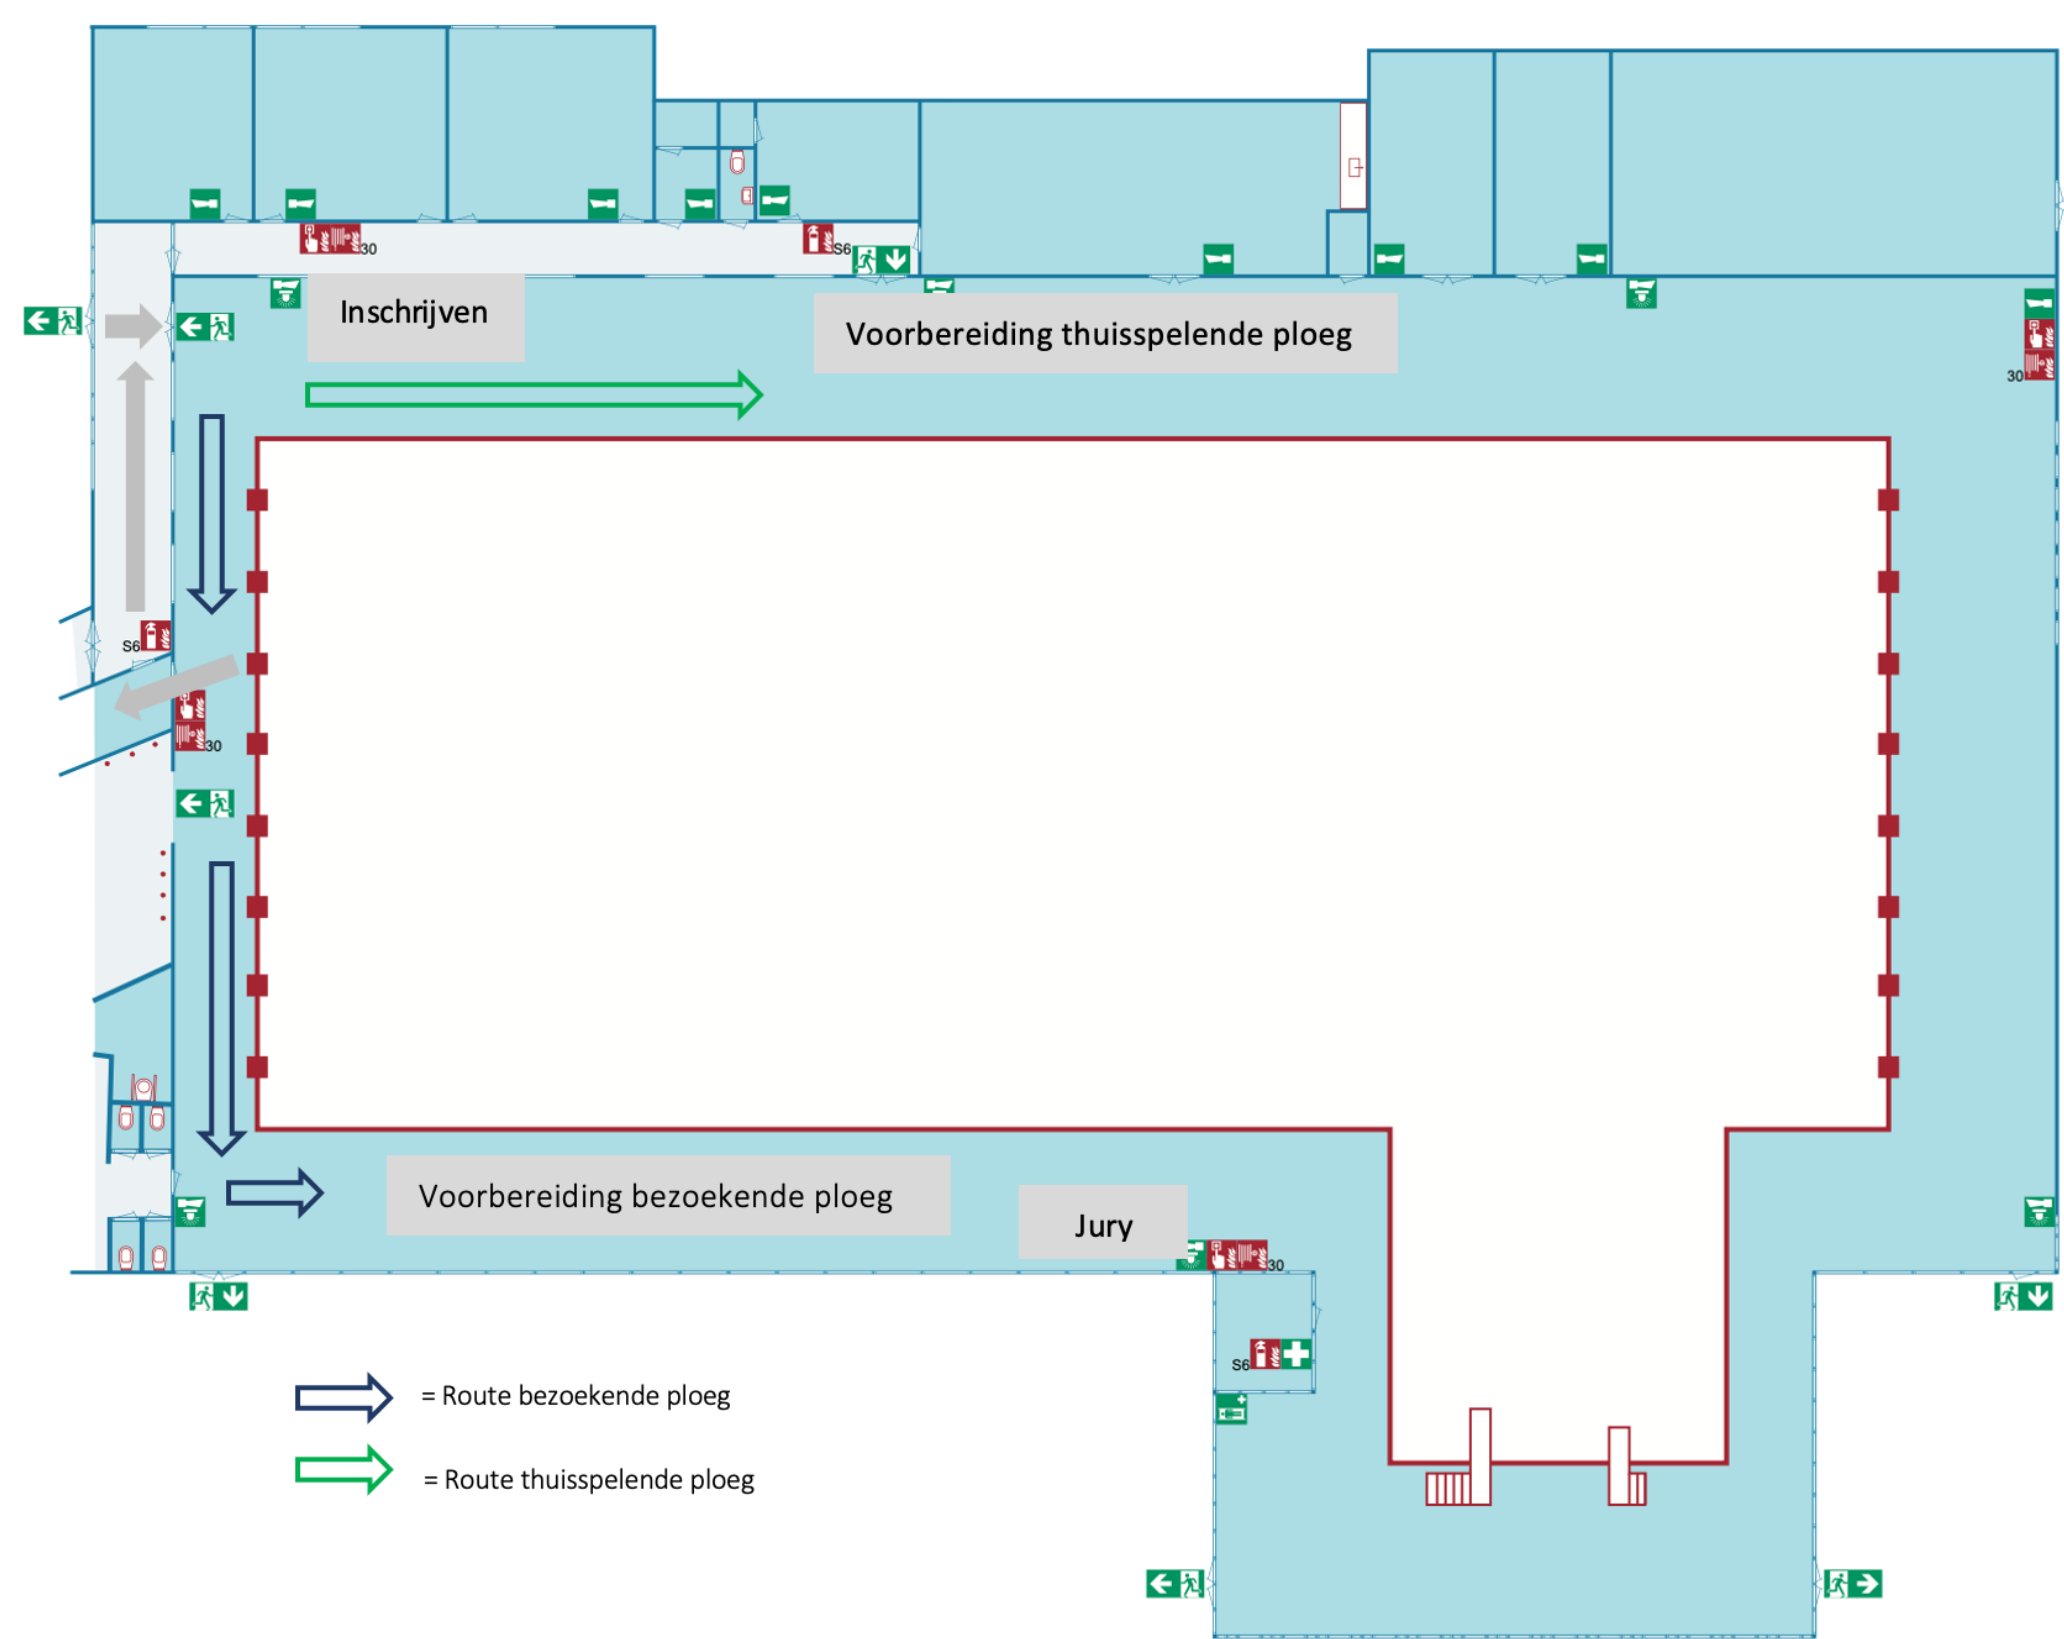 30
S6
Inschrijven
Voorbereiding thuisspelende ploeg
30
S6
30
Voorbereiding bezoekende ploeg
Jury
30
S6
= Route bezoekende ploeg
= Route thuisspelende ploeg